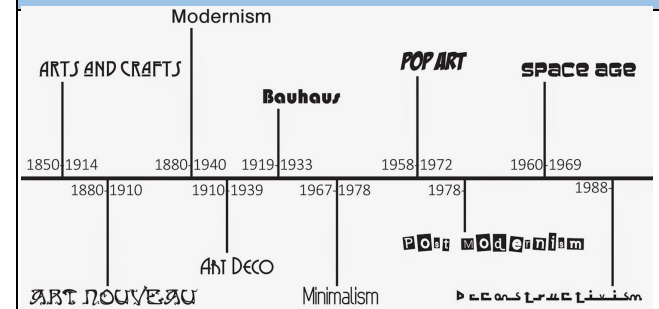 Modernism
ARTS AND CRAFTS
POP ART
SPACE AGE
Bauhaus
1850-1914
1880-1940
1919-1933
1958-1972
1960-1969
1880-1910
1910-1939
1967-1978
1978-
1988-
Post Modernism
ART DECO
ART NOUVEAU
Minimalism
Deconstructivism